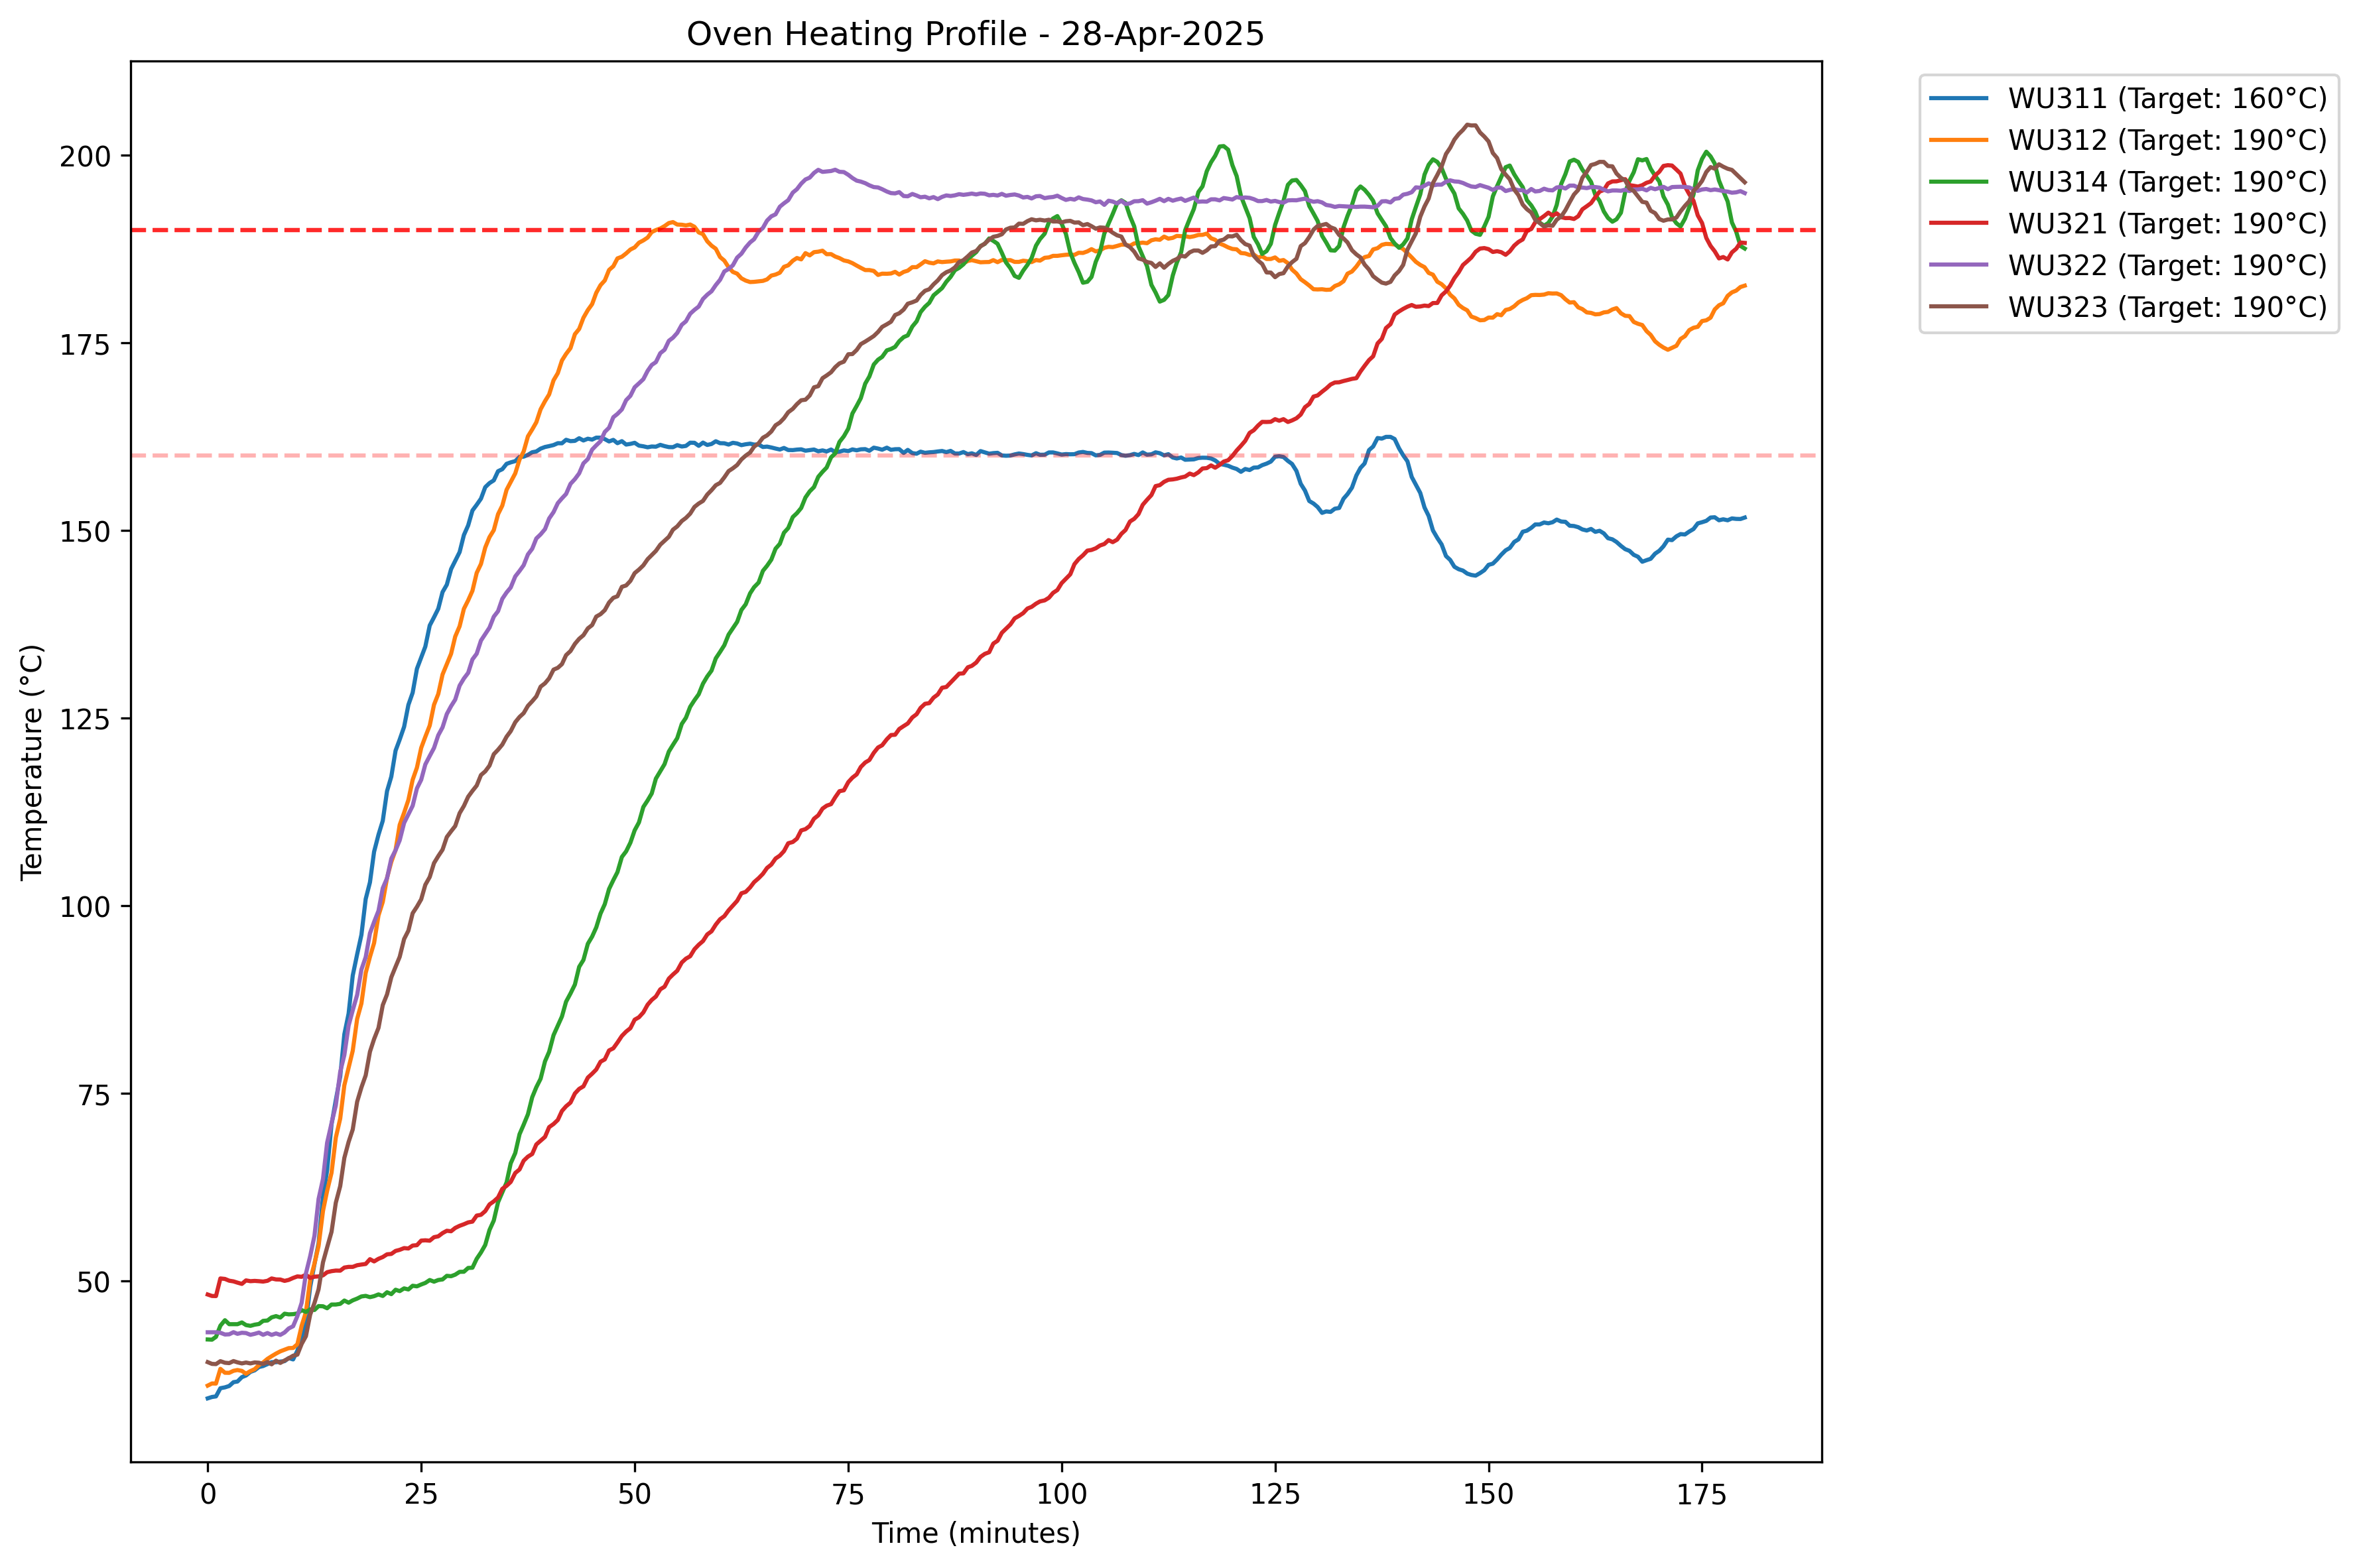 Oven Heating Profile - 28-Apr-2025
WU311 (Target: 160°C)
WU312 (Target: 190°C)
WU314 (Target: 190°C)
WU321 (Target: 190°C)
WU322 (Target: 190°C)
WU323 (Target: 190°C)
Temperature (°C)
200
175
150
125
100
75
50
0 25 50 75 100 125 150 175
Time (minutes)